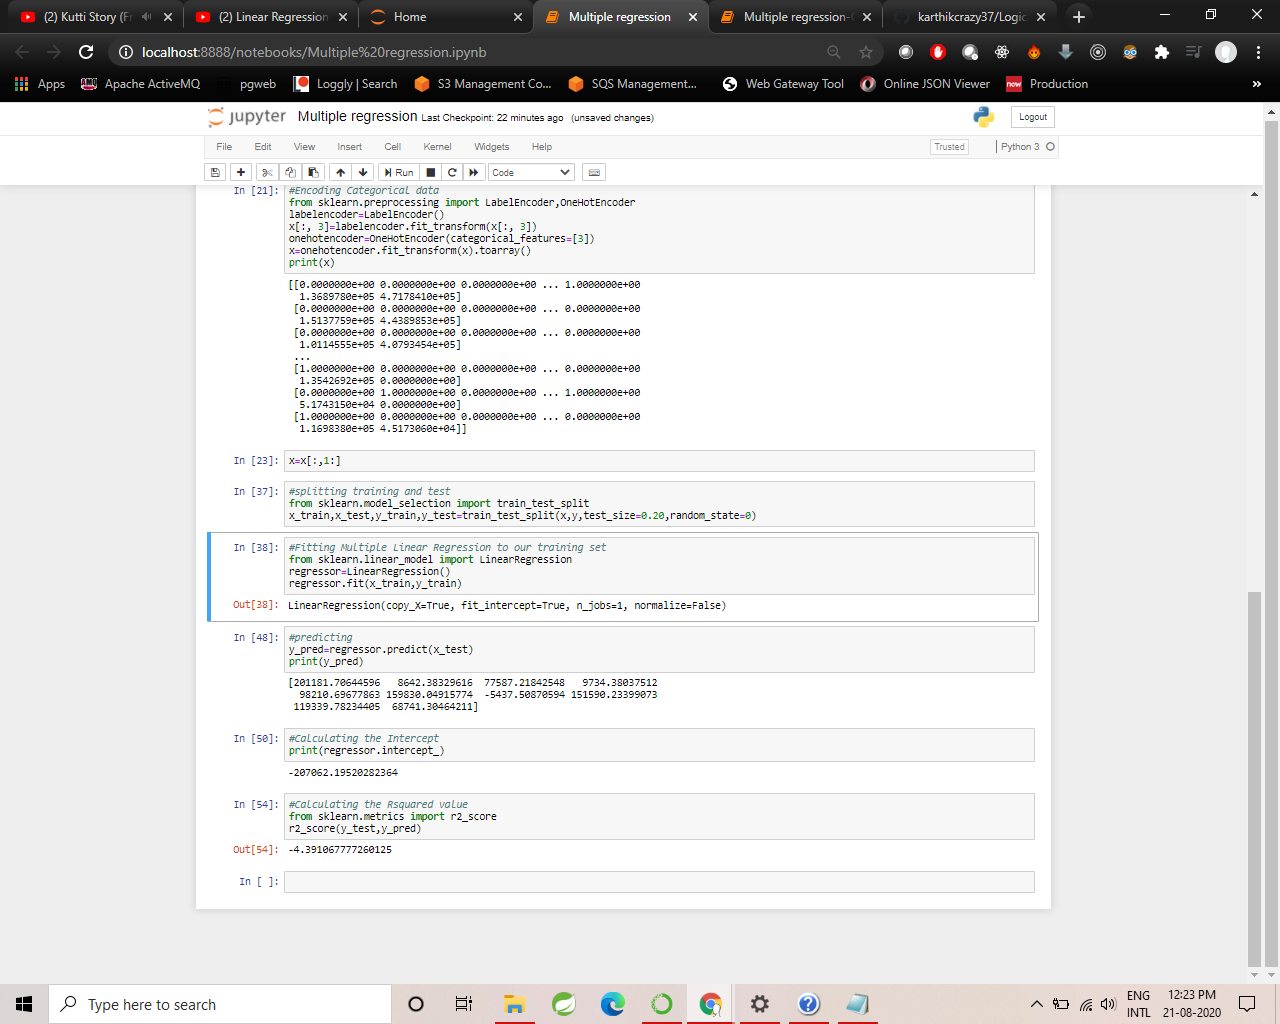 (2) Kutti Story (Fr
(2) Linear Regression
Home
Multiple regression
Multiple regression-
karthikcrazy37/Logi
localhost:8888/notebooks/Multiple%20regression.ipynb
Apps
Apache ActiveMQ
pgweb
Loggly | Search
S3 Management Co...
SQS Management...
Web Gateway Tool
Online JSON Viewer
now
Production
»
jupyter Multiple regression Last Checkpoint: 22 minutes ago (unsaved changes)
Logout
File Edit View Insert Cell Kernel Widgets Help
Trusted
Python 3
Run
Code
In [21]: #Encoding Categorical data
from sklearn.preprocessing import LabelEncoder,OneHotEncoder
labelencoder=LabelEncoder()
x[:, 3]=labelencoder.fit_transform(x[:, 3])
onehotencoder=OneHotEncoder(categorical_features=[3])
x=onehotencoder.fit_transform(x).toarray()
print(x)
[[0.0000000e+00 0.0000000e+00 0.0000000e+00 ... 1.0000000e+00
1.3689780e+05 4.7178410e+05]
[0.0000000e+00 0.0000000e+00 0.0000000e+00 ... 0.0000000e+00
1.5137759e+05 4.4389853e+05]
[0.0000000e+00 0.0000000e+00 0.0000000e+00 ... 0.0000000e+00
1.0114555e+05 4.0793454e+05]
...
[1.0000000e+00 0.0000000e+00 0.0000000e+00 ... 0.0000000e+00
1.3542692e+05 0.0000000e+00]
[0.0000000e+00 1.0000000e+00 0.0000000e+00 ... 1.0000000e+00
5.1743150e+04 0.0000000e+00]
[1.0000000e+00 0.0000000e+00 0.0000000e+00 ... 0.0000000e+00
1.1698380e+05 4.5173060e+04]]
In [23]: x=x[:,1:]
In [37]: #splitting training and test
from sklearn.model_selection import train_test_split
x_train,x_test,y_train,y_test=train_test_split(x,y,test_size=0.20,random_state=0)
In [38]: #Fitting Multiple Linear Regression to our training set
from sklearn.linear_model import LinearRegression
regressor=LinearRegression()
regressor.fit(x_train,y_train)
Out[38]: LinearRegression(copy_X=True, fit_intercept=True, n_jobs=1, normalize=False)
In [48]: #predicting
y_pred=regressor.predict(x_test)
print(y_pred)
[201181.70644596 8642.38329616 77587.21842548 9734.38037512
98210.69677863 159830.04915774 -5437.50870594 151590.23399073
119339.78234405 68741.30464211]
In [50]: #Calculating the Intercept
print(regressor.intercept_)
-207062.19520282364
In [54]: #Calculating the Rsquared value
from sklearn.metrics import r2_score
r2_score(y_test,y_pred)
Out[54]: -4.391067777260125
In [ ]:
Type here to search
ENG
INTL
12:23 PM
21-08-2020